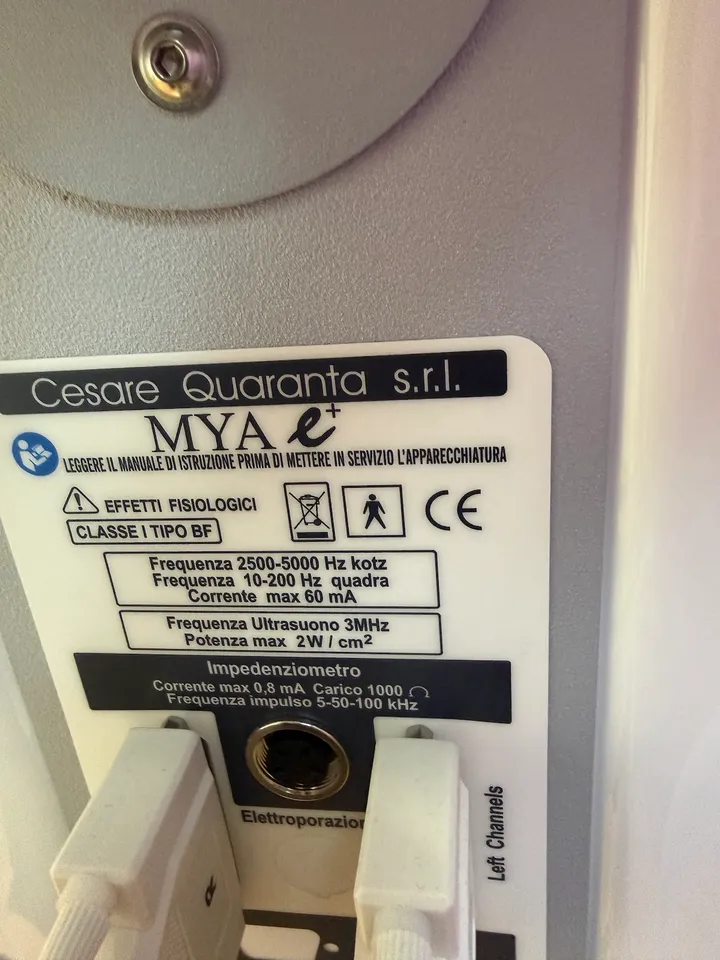 Cesare Quaranta s.r.l.
MYA e+
LEGGERE IL MANUALE DI ISTRUZIONE PRIMA DI METTERE IN SERVIZIO L'APPARECCHIATURA
EFFETTI FISIOLOGICI
CLASSE I TIPO BF
CE
Frequenza 2500-5000 Hz kotz
Frequenza 10-200 Hz quadra
Corrente max 60 mA
Frequenza Ultrasuono 3MHz
Potenza max 2W / cm²
Impedenziometro
Corrente max 0,8 mA Carico 1000 Ω
Frequenza impulso 5-50-100 kHz
Elettroporazion
Left Channels